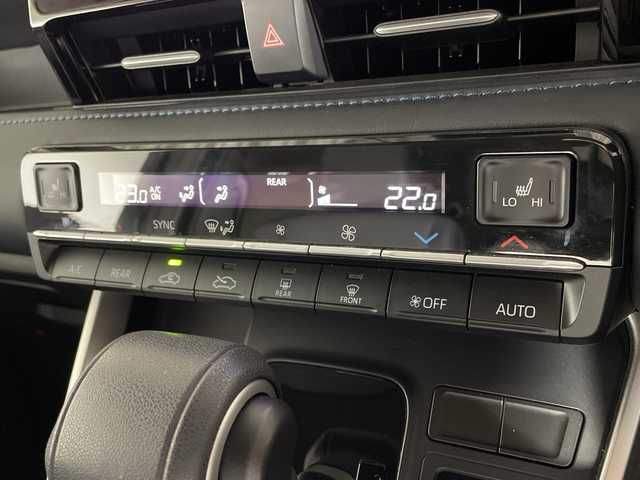 REAR
23.0 A/C ON 22.0
LO HI
SYNC
A/C REAR REAR FRONT OFF AUTO